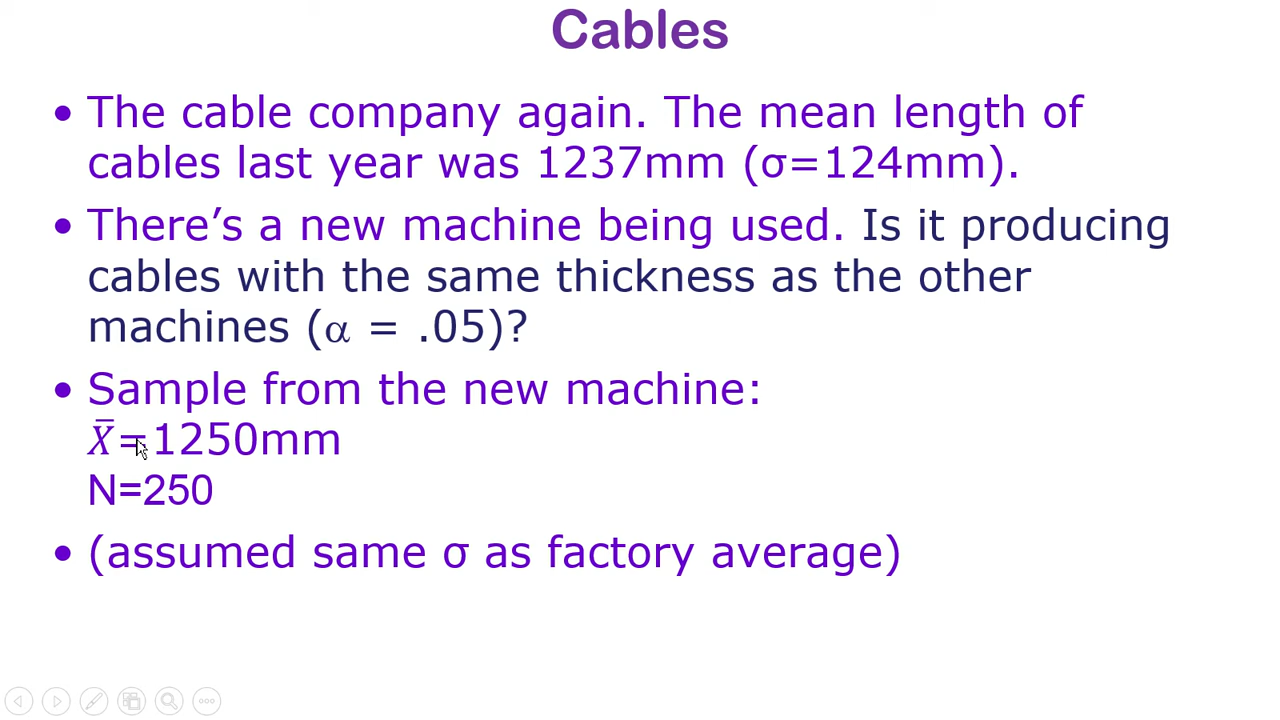 Cables
• The cable company again. The mean length of
cables last year was 1237mm (σ=124mm).
• There’s a new machine being used. Is it producing
cables with the same thickness as the other
machines (α = .05)?
• Sample from the new machine:
X̄=1250mm
N=250
• (assumed same σ as factory average)